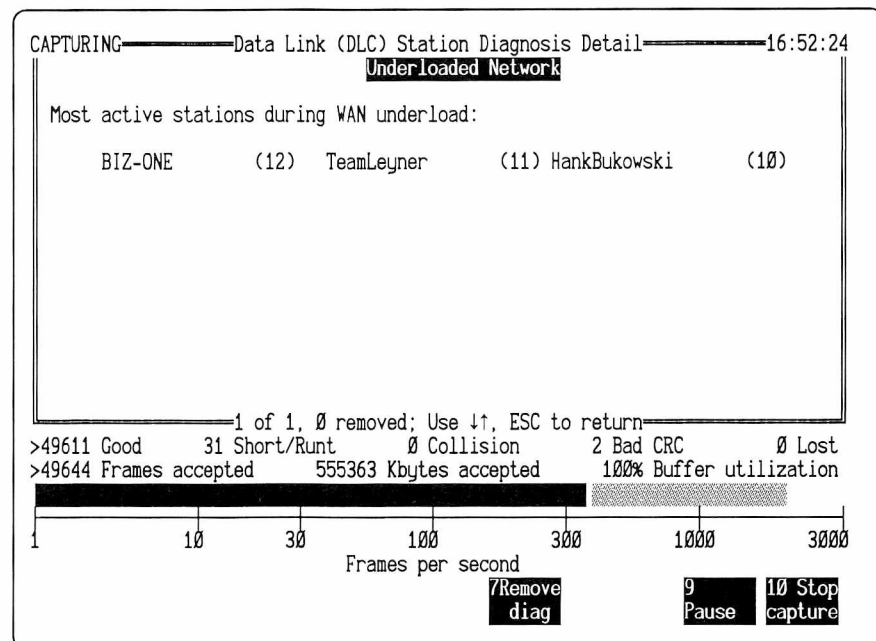 CAPTURING Data Link (DLC) Station Diagnosis Detail 16:52:24
Underloaded Network
Most active stations during WAN underload:
BIZ-ONE (12) TeamLeyner (11) HankBukowski (10)
1 of 1, 0 removed; Use ↓↑, ESC to return
>49611 Good 31 Short/Runt 0 Collision 2 Bad CRC 0 Lost
>49644 Frames accepted 555363 Kbytes accepted 100% Buffer utilization
1 10 30 100 300 1000 3000
Frames per second
7Remove 9 10 Stop
diag Pause capture